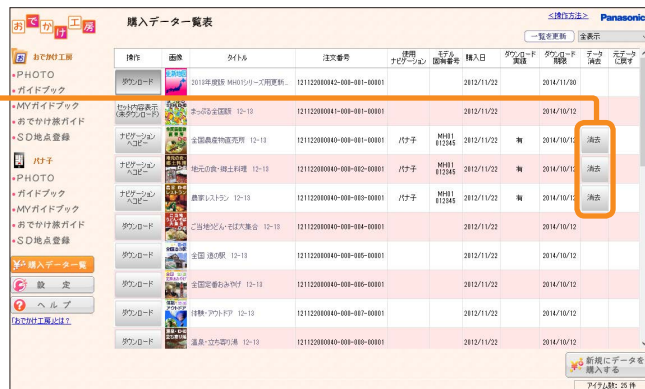 おでかけ工房
購入データ一覧表
<操作方法>
Panasonic
一覧を更新 全表示
おでかけ工房
•PHOTO
•ガイドブック
•MYガイドブック
•おでかけ旅ガイド
•SD地点登録
パナ子
•PHOTO
•ガイドブック
•MYガイドブック
•おでかけ旅ガイド
•SD地点登録
購入データ一覧
設 定
ヘルプ
「おでかけ工房」とは？
操作 画像 タイトル 注文番号 使用ナビゲーション モデル固有番号 購入日 ダウンロード実績 ダウンロード期限 データ消去 元データに戻す
ダウンロード 2013年度版 MH01シリーズ用更新... 121122080042-000-001-00001 2012/11/22 2014/11/30
セット内容表示(未ダウンロード) まっぷる全国版 12-13 121122080041-000-001-00001 2012/11/22 2014/10/12
ナビゲーションへコピー 全国農産物直売所 12-13 121122080040-000-001-00001 パナ子 MH01 012345 2012/11/22 有 2014/10/12 消去
ナビゲーションへコピー 地元の食・郷土料理 12-13 121122080040-000-002-00001 パナ子 MH01 012345 2012/11/22 有 2014/10/12 消去
ナビゲーションへコピー 農家レストラン 12-13 121122080040-000-003-00001 パナ子 MH01 012345 2012/11/22 有 2014/10/12 消去
ダウンロード ご当地うどん・そば大集合 12-13 121122080040-000-004-00001 2012/11/22 2014/10/12
ダウンロード 全国 道の駅 12-13 121122080040-000-005-00001 2012/11/22 2014/10/12
ダウンロード 全国定番おみやげ 12-13 121122080040-000-006-00001 2012/11/22 2014/10/12
ダウンロード 体験・アウトドア 12-13 121122080040-000-007-00001 2012/11/22 2014/10/12
ダウンロード 温泉・立ち寄り湯 12-13 121122080040-000-008-00001 2012/11/22 2014/10/12
新規にデータを購入する
アイテム数: 25 件